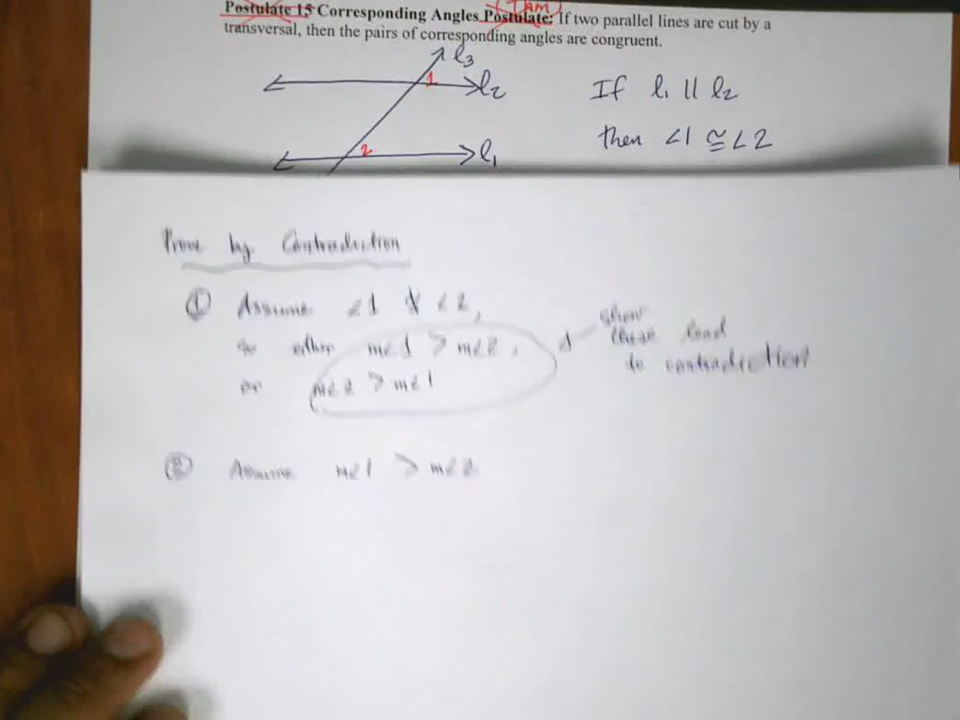 Thm
Postulate 15 Corresponding Angles Postulate: If two parallel lines are cut by a
transversal, then the pairs of corresponding angles are congruent.
ℓ3
1
ℓ2
If ℓ1 || ℓ2
then ∠1 ≅ ∠2
2
ℓ1
Prove by Contradiction
① Assume ∠1 ≇ ∠2,
so either m∠1 > m∠2,
or m∠2 > m∠1
show
these lead
to contradiction
② Assume m∠1 > m∠2